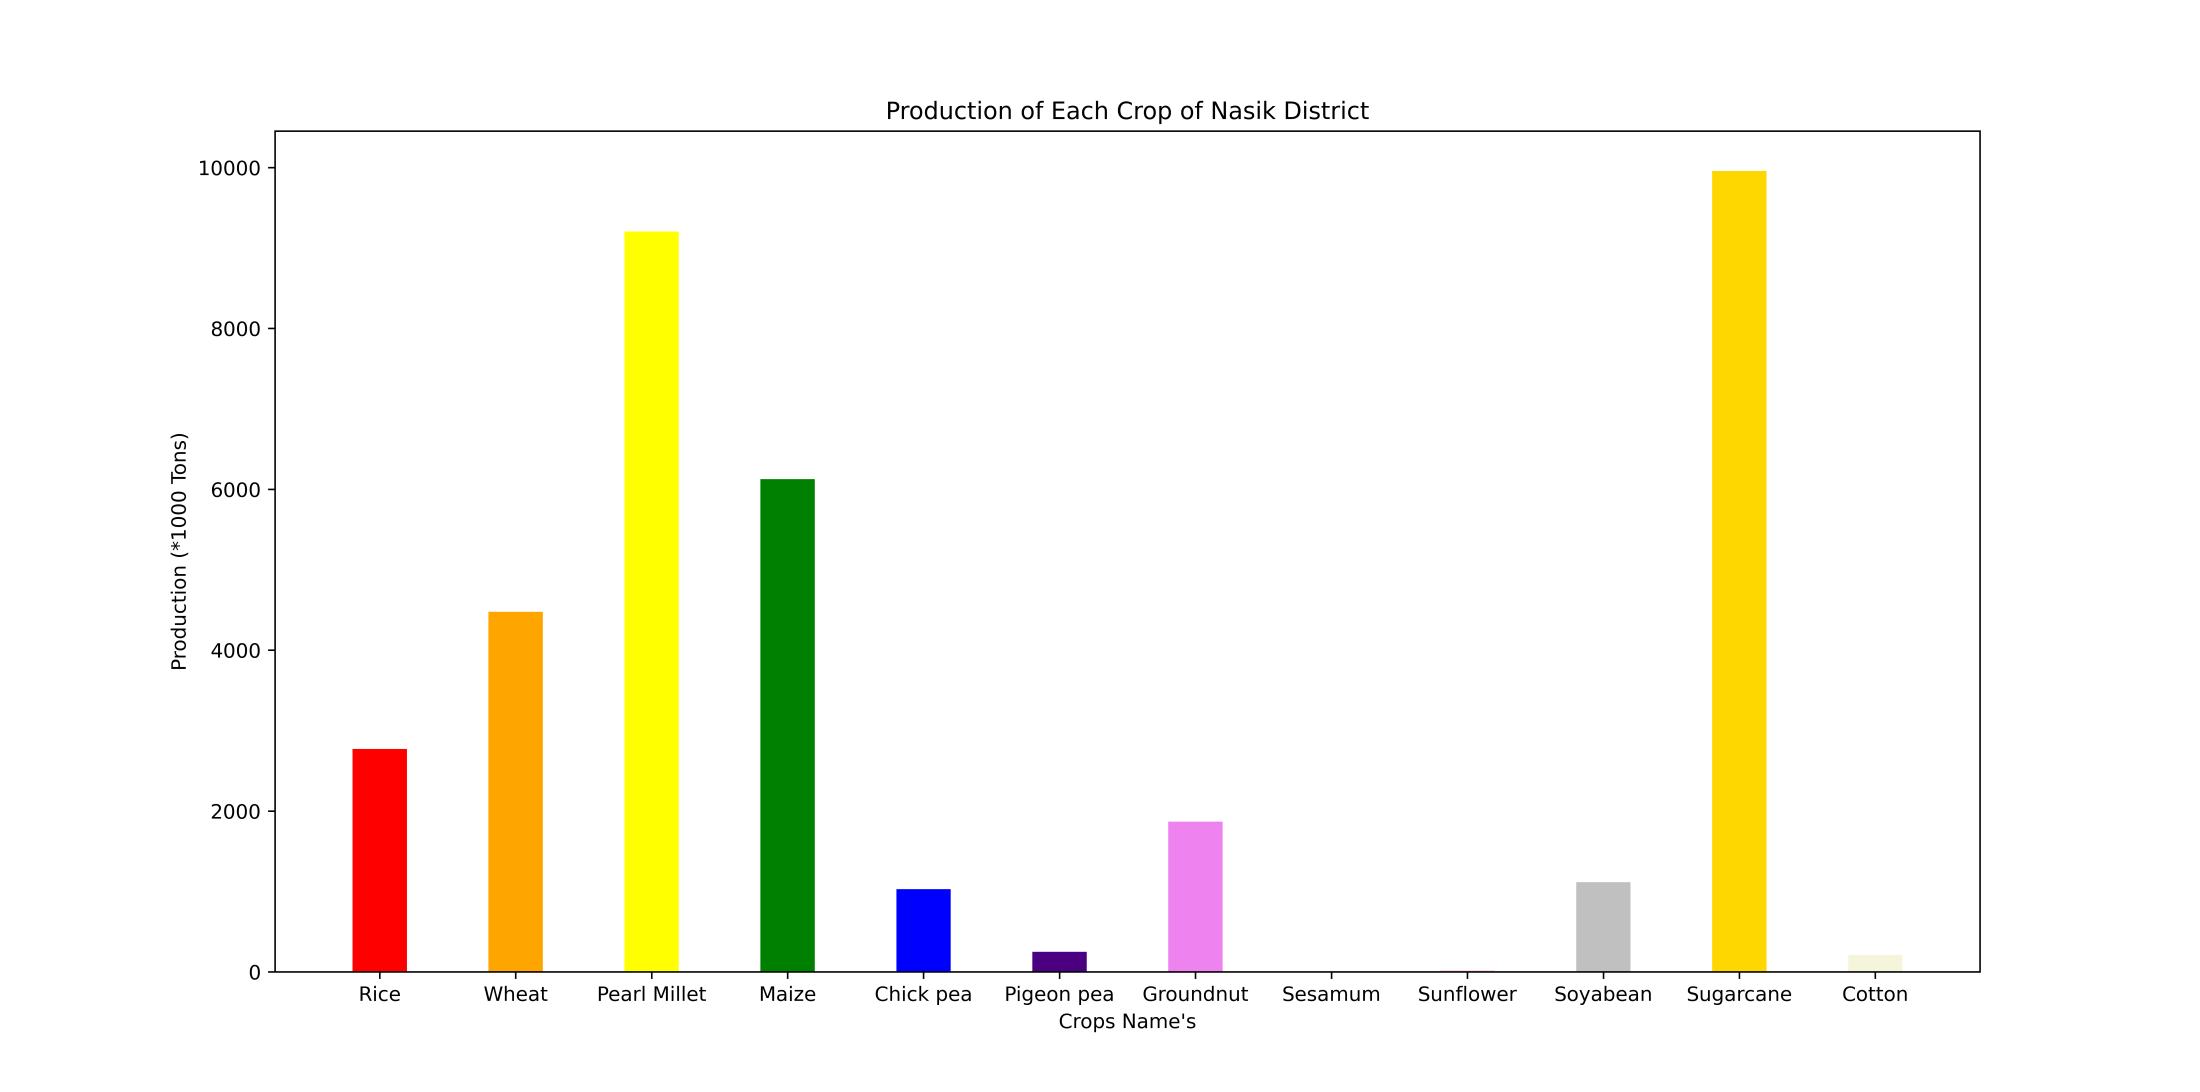 Production of Each Crop of Nasik District
Production (*1000 Tons)
10000
8000
6000
4000
2000
0
Rice Wheat Pearl Millet Maize Chick pea Pigeon pea Groundnut Sesamum Sunflower Soyabean Sugarcane Cotton
Crops Name's